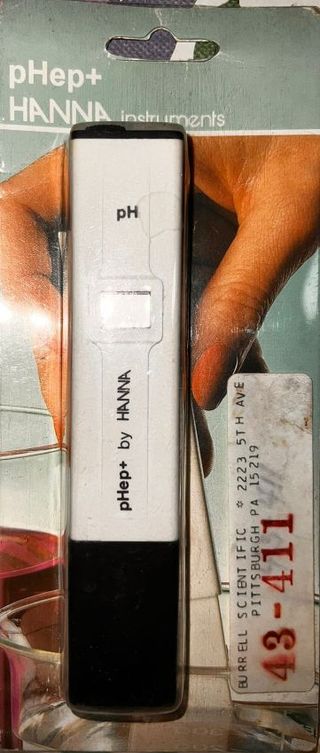 pHep+
HANNA instruments
pH
pHep+ by HANNA
BURRELL SCIENTIFIC * 2223 5TH AVE
PITTSBURGH PA 15219
43-411